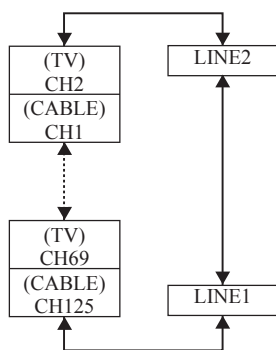 (TV)
CH2
(CABLE)
CH1
LINE2
(TV)
CH69
(CABLE)
CH125
LINE1